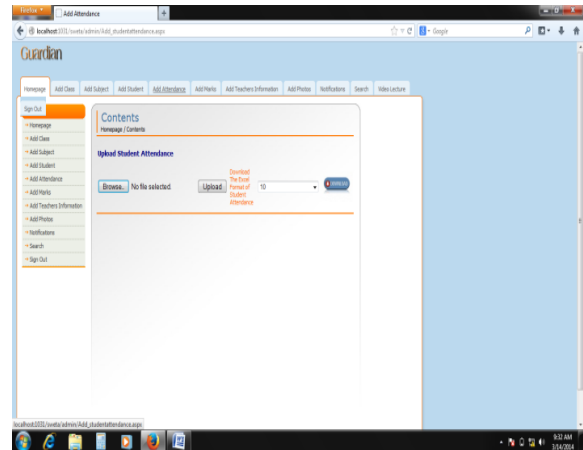 Firefox
Add Attendance
localhost:1031/sweta/admin/Add_studentattendance.aspx
Google
Guardian
Homepage Add Class Add Subject Add Student Add Attendance Add Marks Add Teachers Information Add Photos Notifications Search Video Lecture
Sign Out
Homepage
Add Class
Add Subject
Add Student
Add Attendance
Add Marks
Add Teachers Information
Add Photos
Notifications
Search
Sign Out
Contents
Homepage / Contents
Upload Student Attendance
Browse... No file selected. Upload
Download
The Excel
Format of
Student
Attendance
10
localhost:1031/sweta/admin/Add_studentattendance.aspx
9:32 AM
3/14/2014